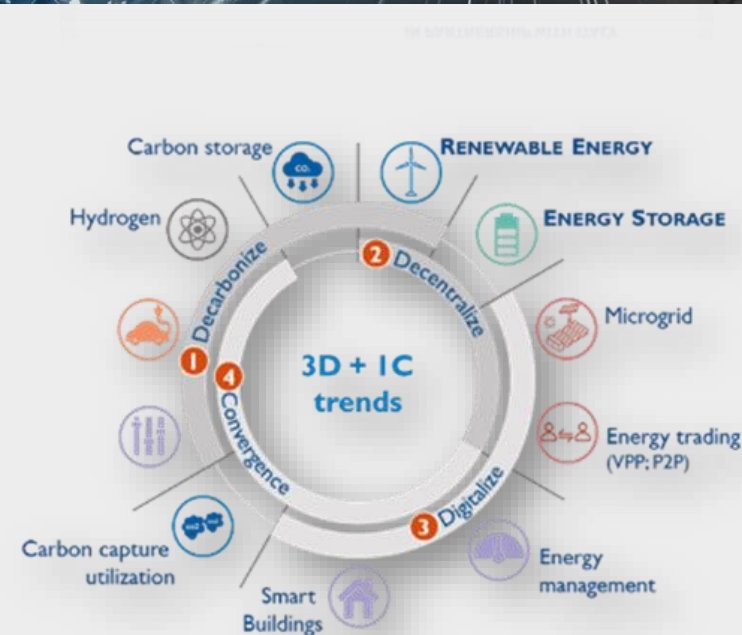 Carbon storage
RENEWABLE ENERGY
CO₂
Hydrogen
ENERGY STORAGE
1 Decarbonize
2 Decentralize
Microgrid
3D + 1C
trends
4 Convergence
Energy trading
(VPP; P2P)
3 Digitalize
Carbon capture
utilization
Energy
management
Smart
Buildings